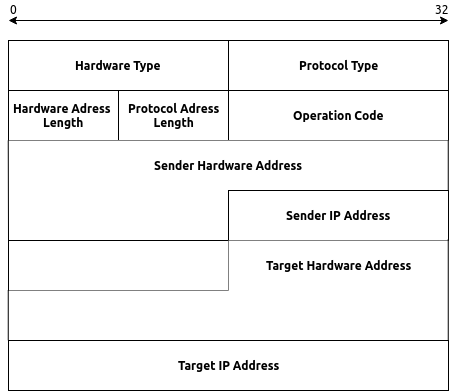 0 32
Hardware Type Protocol Type
Hardware Adress
Length
Protocol Adress
Length
Operation Code
Sender Hardware Address
Sender IP Address
Target Hardware Address
Target IP Address